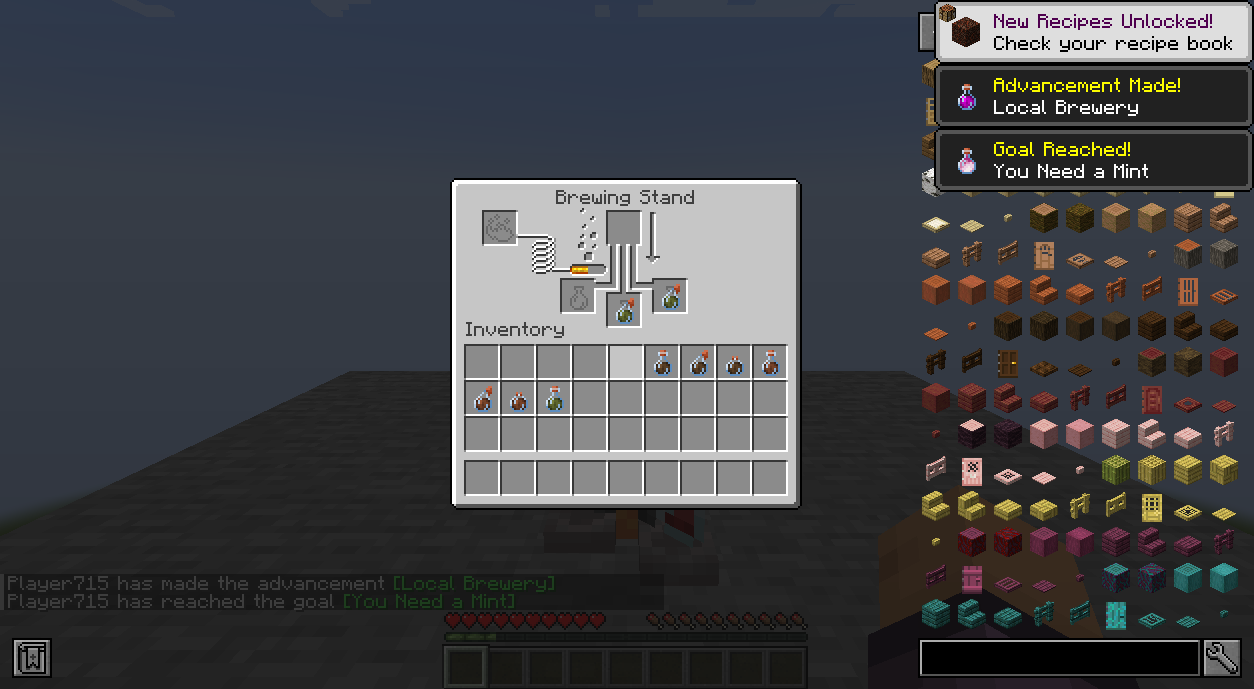 New Recipes Unlocked!
Check your recipe book
Advancement Made!
Local Brewery
Goal Reached!
You Need a Mint
Brewing Stand
Inventory
Player715 has made the advancement [Local Brewery]
Player715 has reached the goal [You Need a Mint]